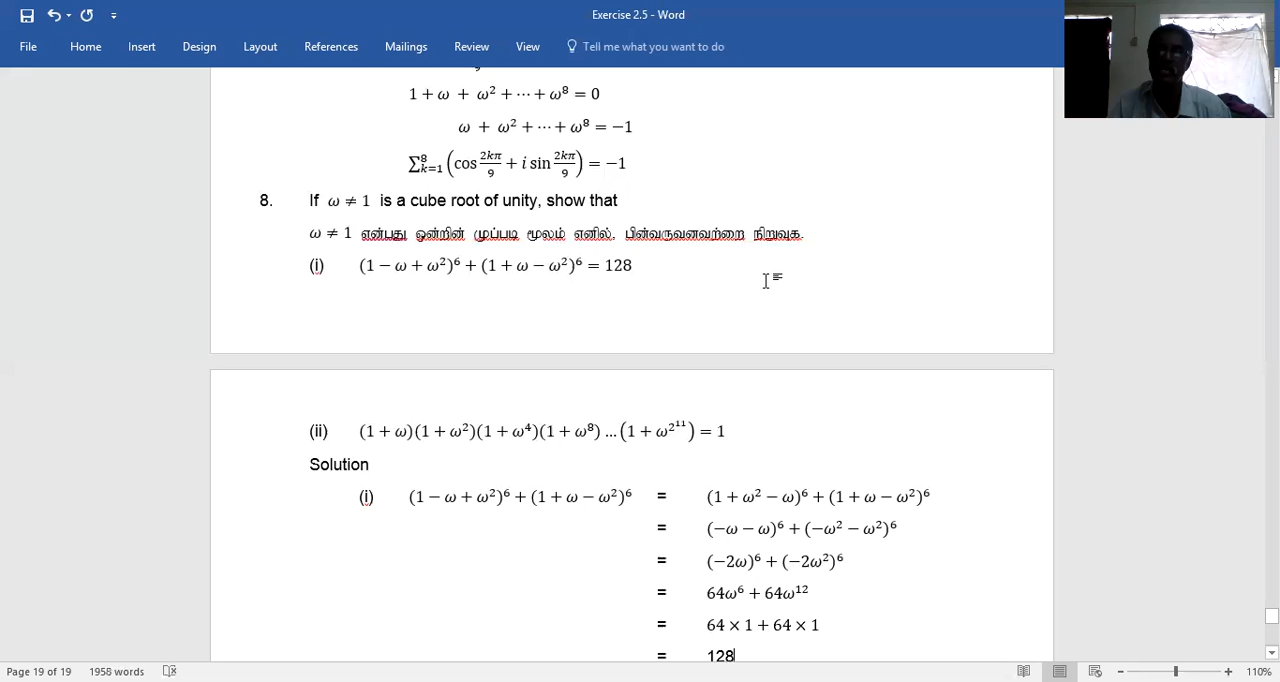 Exercise 2.5 - Word
File Home Insert Design Layout References Mailings Review View Tell me what you want to do
1 + ω + ω² + ⋯ + ω⁸ = 0
ω + ω² + ⋯ + ω⁸ = −1
∑ₖ₌₁⁸ (cos 2kπ/9 + i sin 2kπ/9) = −1
8. If ω ≠ 1 is a cube root of unity, show that
ω ≠ 1 என்பது ஒன்றின் முப்படி மூலம் எனில், பின்வருவனவற்றை நிறுவுக.
(i) (1 − ω + ω²)⁶ + (1 + ω − ω²)⁶ = 128
(ii) (1 + ω)(1 + ω²)(1 + ω⁴)(1 + ω⁸) … (1 + ω^(2^11)) = 1
Solution
(i) (1 − ω + ω²)⁶ + (1 + ω − ω²)⁶ = (1 + ω² − ω)⁶ + (1 + ω − ω²)⁶
= (−ω − ω)⁶ + (−ω² − ω²)⁶
= (−2ω)⁶ + (−2ω²)⁶
= 64ω⁶ + 64ω¹²
= 64 × 1 + 64 × 1
= 128
Page 19 of 19 1958 words 110%